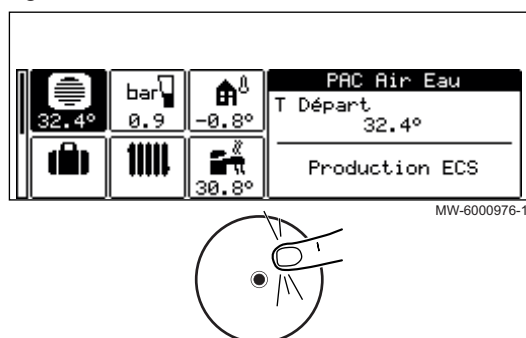 PAC Air Eau
bar
T Départ
32.4°
32.4° 0.9 -0.8°
Production ECS
30.8°
MW-6000976-1